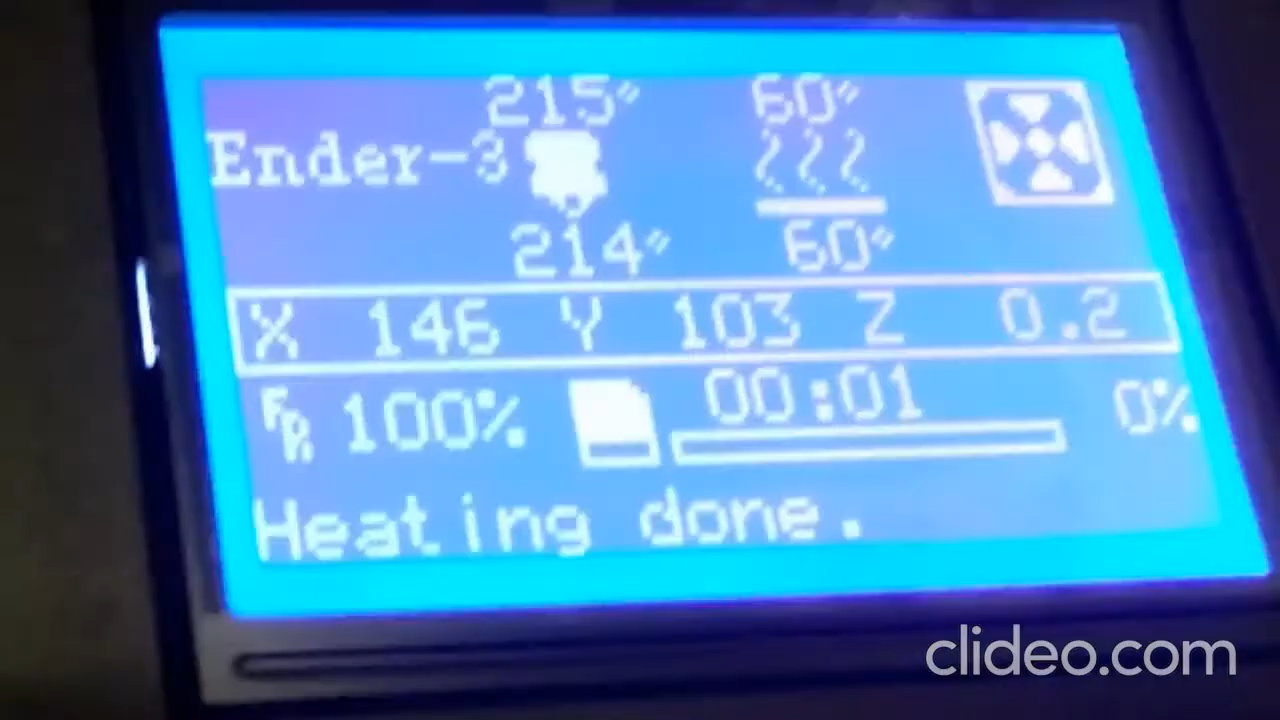 215° 60°
Ender-3
214° 60°
X 146 Y 103 Z 0.2
FR 100% 00:01 0%
Heating done.
clideo.com